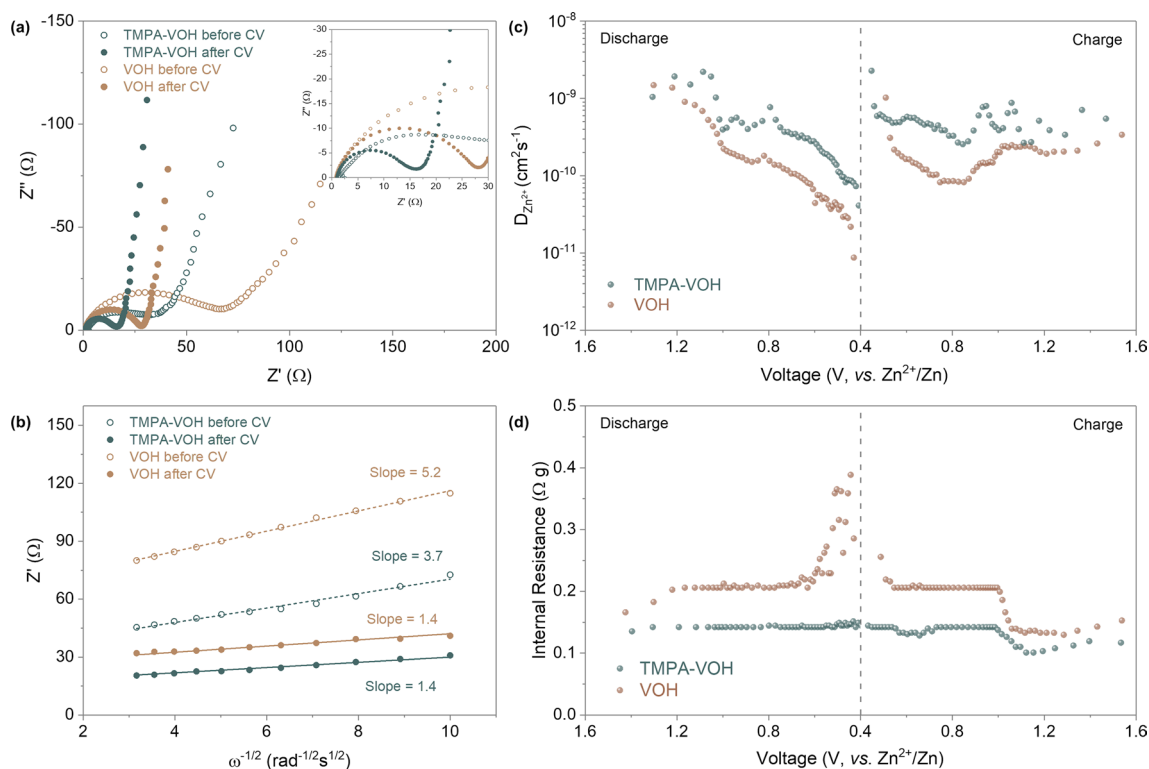 (a)
-150
-100
-50
0
0
50
100
150
200
Z" (Ω)
Z' (Ω)
TMPA-VOH before CV
TMPA-VOH after CV
VOH before CV
VOH after CV
-30
-25
-20
-15
-10
-5
0
0
5
10
15
20
25
30
Z" (Ω)
Z' (Ω)
(c)
Discharge
Charge
10⁻⁸
10⁻⁹
10⁻¹⁰
10⁻¹¹
10⁻¹²
D_Zn²⁺ (cm²s⁻¹)
TMPA-VOH
VOH
1.6
1.2
0.8
0.4
0.8
1.2
1.6
Voltage (V, vs. Zn²⁺/Zn)
(b)
150
120
90
60
30
0
2
4
6
8
10
Z' (Ω)
ω⁻¹/² (rad⁻¹/²s¹/²)
TMPA-VOH before CV
TMPA-VOH after CV
VOH before CV
VOH after CV
Slope = 5.2
Slope = 3.7
Slope = 1.4
Slope = 1.4
(d)
Discharge
Charge
0.5
0.4
0.3
0.2
0.1
0.0
Internal Resistance (Ω g)
TMPA-VOH
VOH
1.6
1.2
0.8
0.4
0.8
1.2
1.6
Voltage (V, vs. Zn²⁺/Zn)